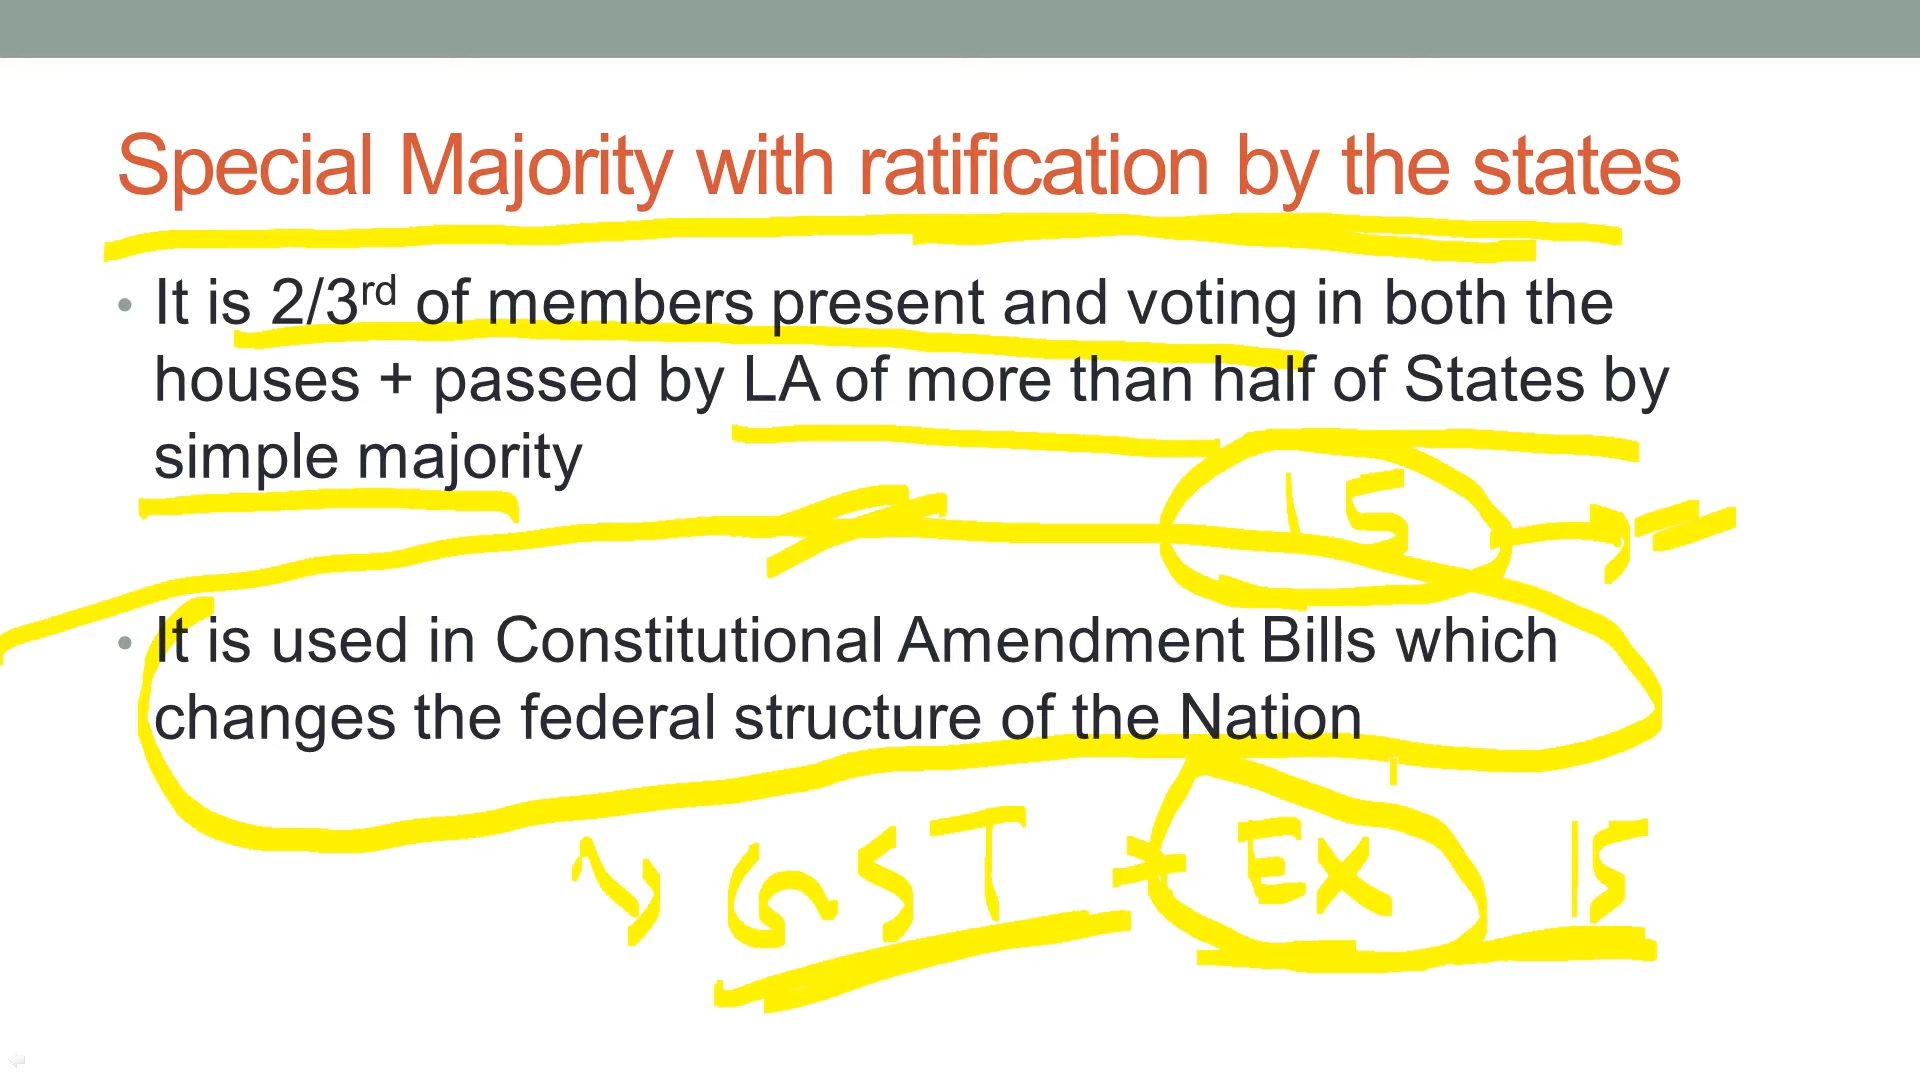 Special Majority with ratification by the states
• It is 2/3rd of members present and voting in both the
houses + passed by LA of more than half of States by
simple majority
15
• It is used in Constitutional Amendment Bills which
changes the federal structure of the Nation
GST EX 15